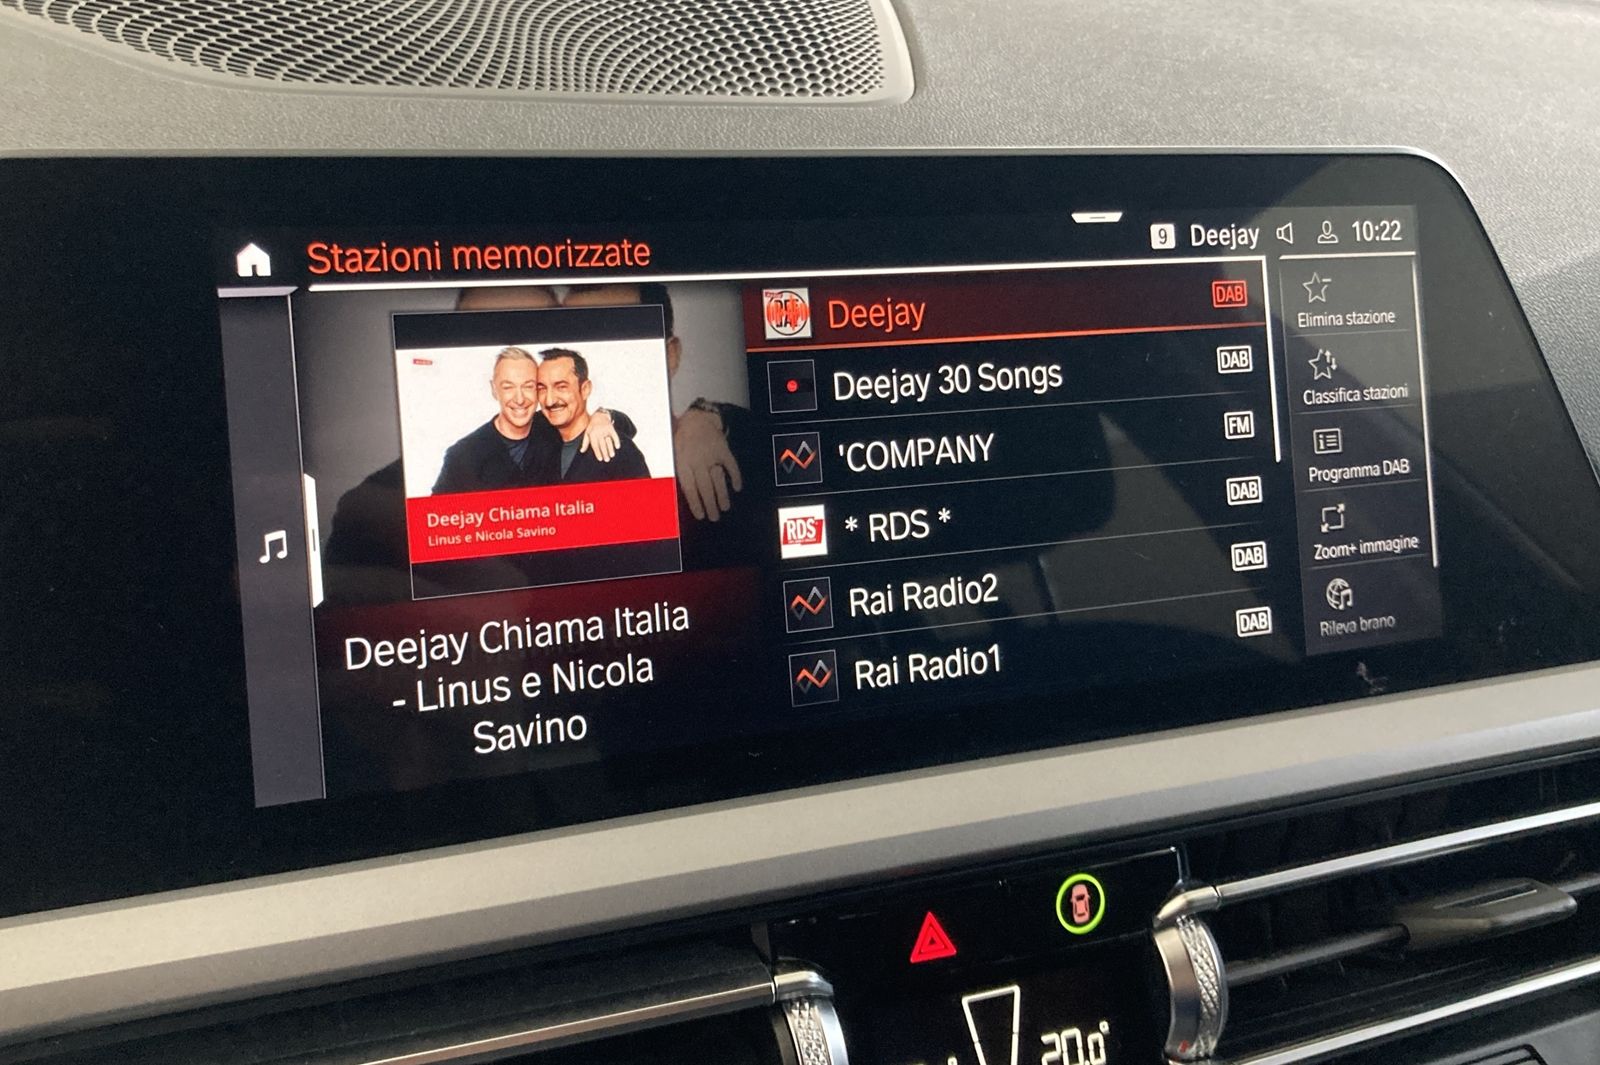 Stazioni memorizzate
9 Deejay 10:22
Deejay Chiama Italia
Linus e Nicola Savino
Deejay Chiama Italia
- Linus e Nicola
Savino
Deejay DAB
Deejay 30 Songs DAB
'COMPANY FM
RDS
* RDS * DAB
Rai Radio2 DAB
Rai Radio1 DAB
Elimina stazione
Classifica stazioni
Programma DAB
Zoom+ immagine
Rileva brano
20.0°